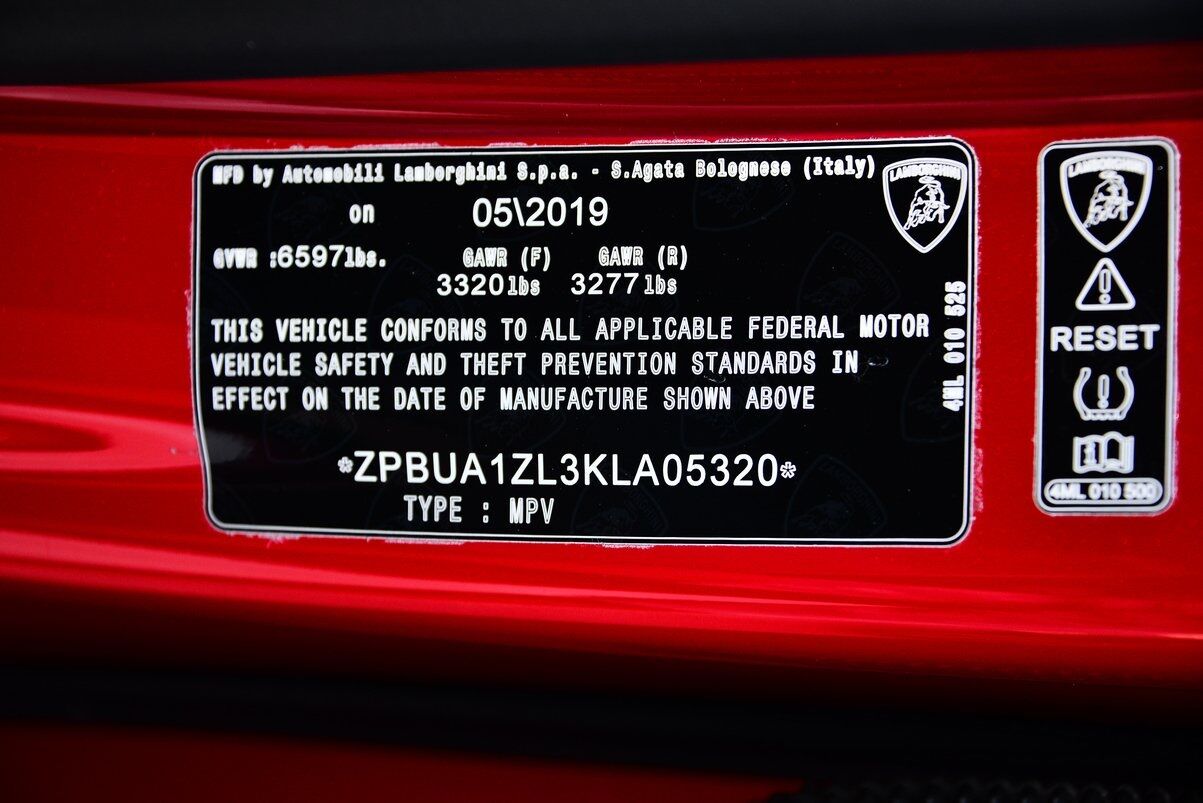 MFD by Automobili Lamborghini S.p.a. - S.Agata Bolognese (Italy)
on 05\2019
GVWR :6597lbs. GAWR (F) GAWR (R)
3320lbs 3277lbs
THIS VEHICLE CONFORMS TO ALL APPLICABLE FEDERAL MOTOR
VEHICLE SAFETY AND THEFT PREVENTION STANDARDS IN
EFFECT ON THE DATE OF MANUFACTURE SHOWN ABOVE
*ZPBUA1ZL3KLA05320*
TYPE : MPV
LAMBORGHINI
4ML 010 525
LAMBORGHINI
RESET
4ML 010 500